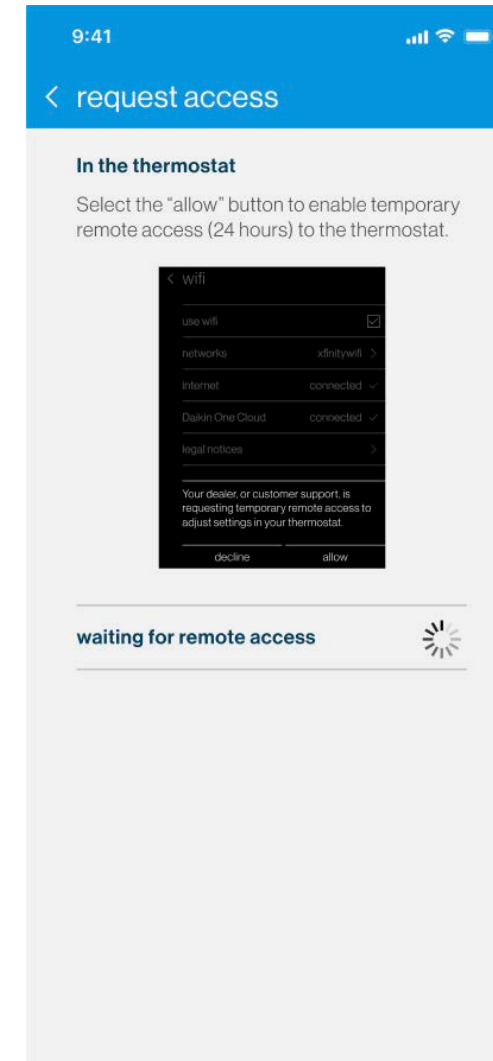 9:41
request access
In the thermostat
Select the “allow” button to enable temporary
remote access (24 hours) to the thermostat.
wifi
use wifi
networks xfinitywifi
Internet connected
Daikin One Cloud connected
legal notices
Your dealer, or customer support, is
requesting temporary remote access to
adjust settings in your thermostat.
decline allow
waiting for remote access